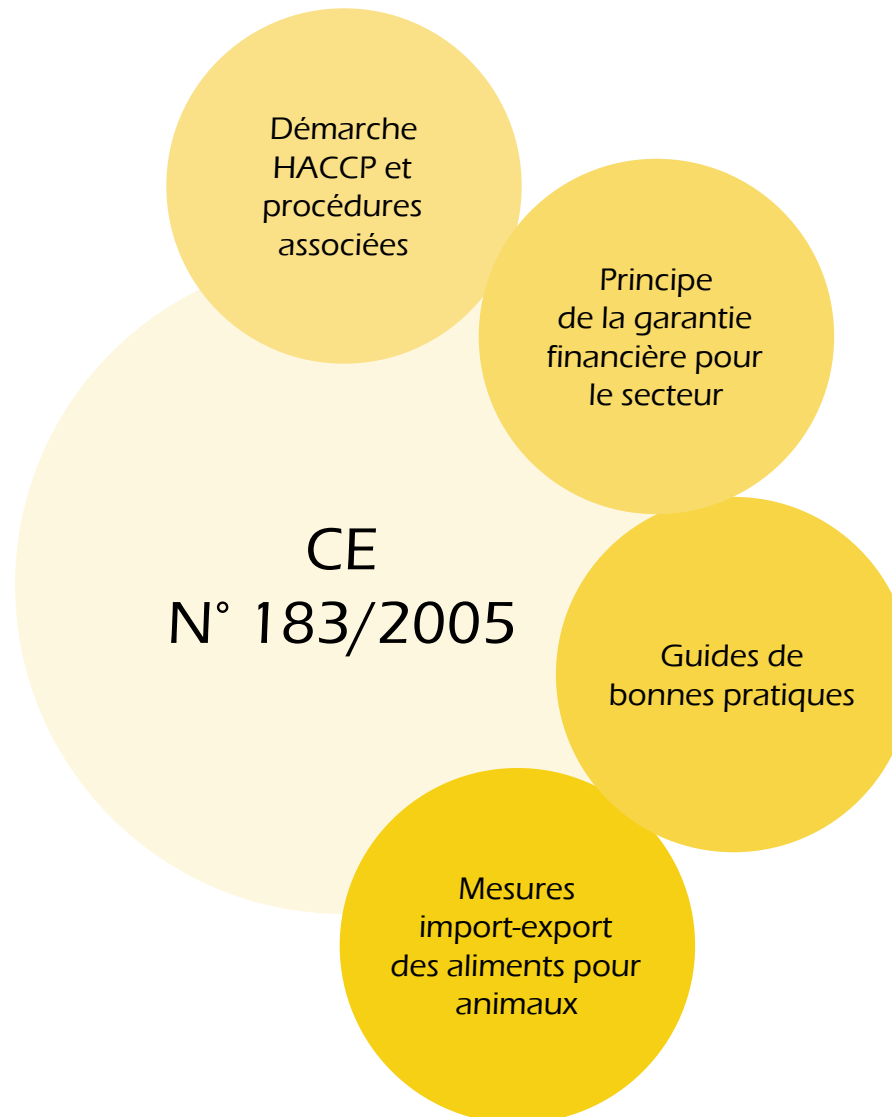 Démarche
HACCP et
procédures
associées
Principe
de la garantie
financière pour
le secteur
CE
N° 183/2005
Guides de
bonnes pratiques
Mesures
import-export
des aliments pour
animaux